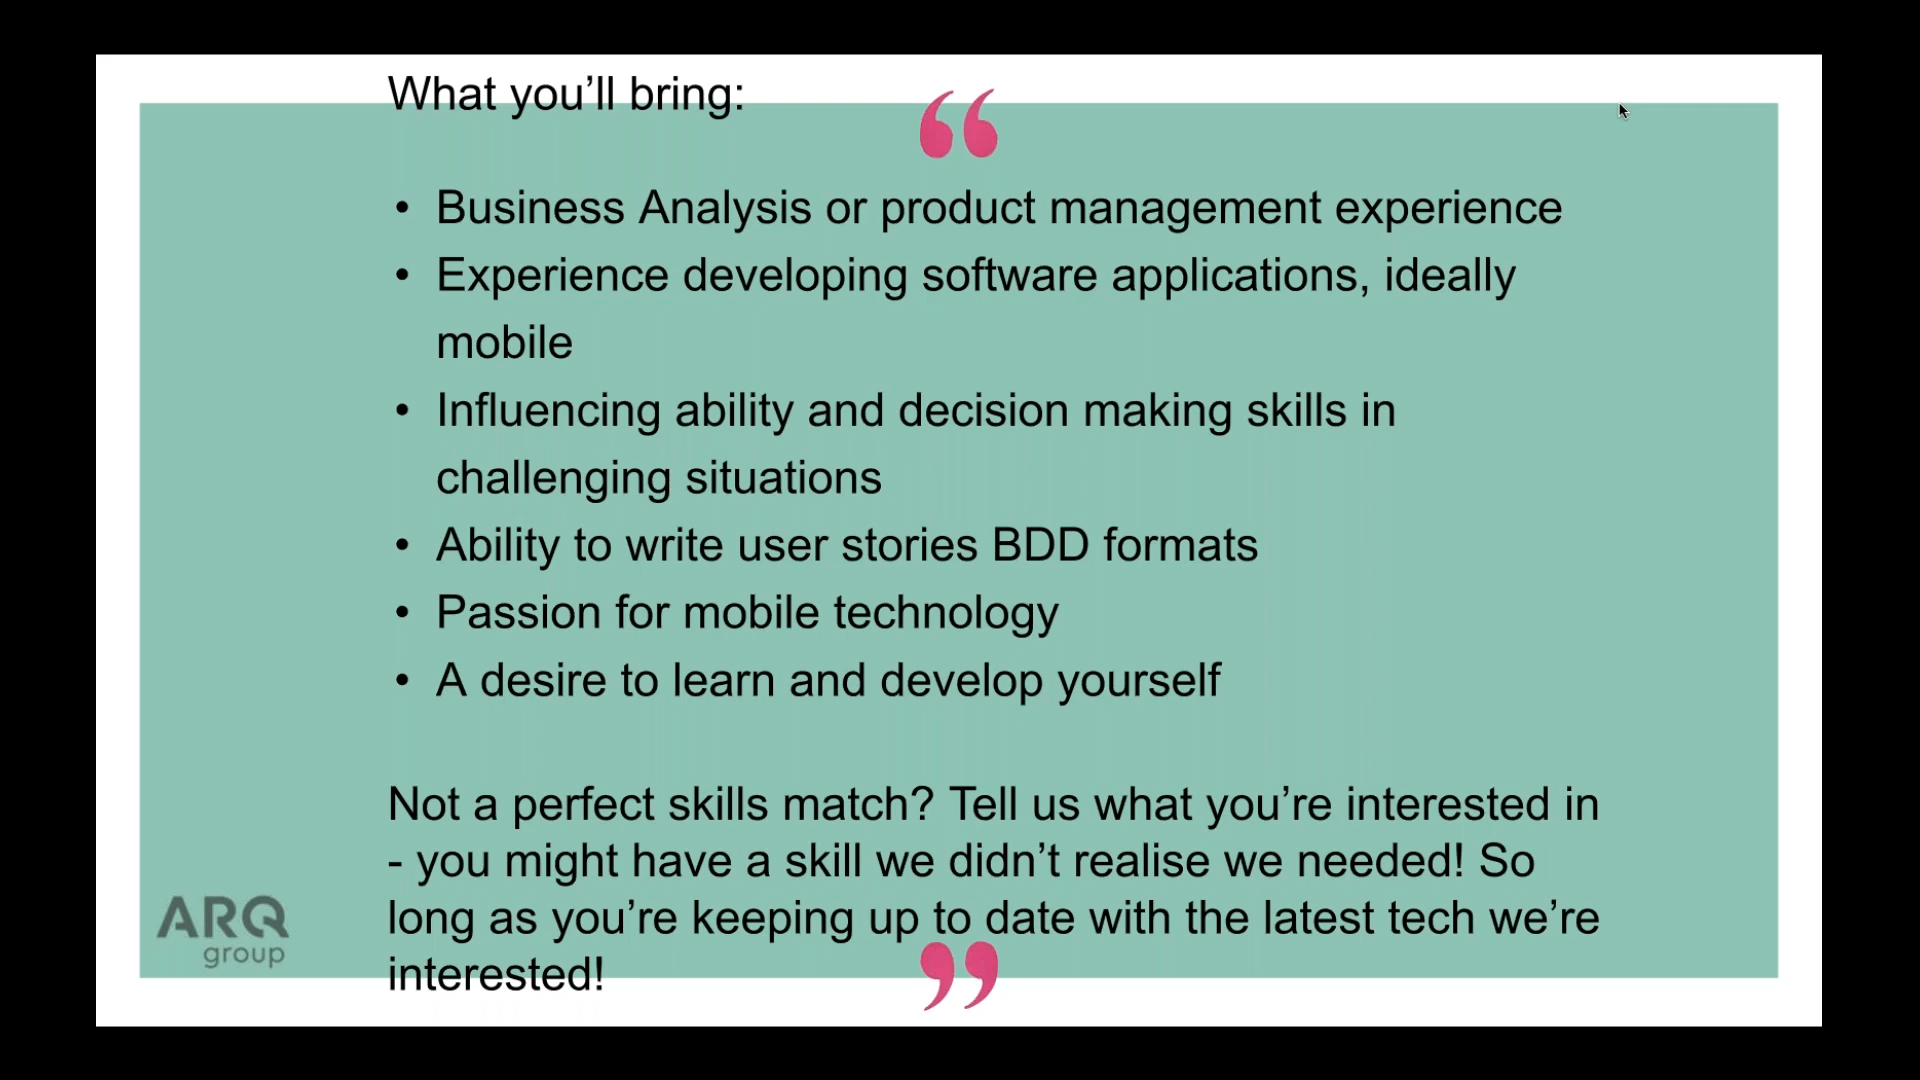 What you’ll bring:
“
• Business Analysis or product management experience
• Experience developing software applications, ideally
mobile
• Influencing ability and decision making skills in
challenging situations
• Ability to write user stories BDD formats
• Passion for mobile technology
• A desire to learn and develop yourself
Not a perfect skills match? Tell us what you’re interested in
- you might have a skill we didn’t realise we needed! So
long as you’re keeping up to date with the latest tech we’re
interested!
”
ARQ
group